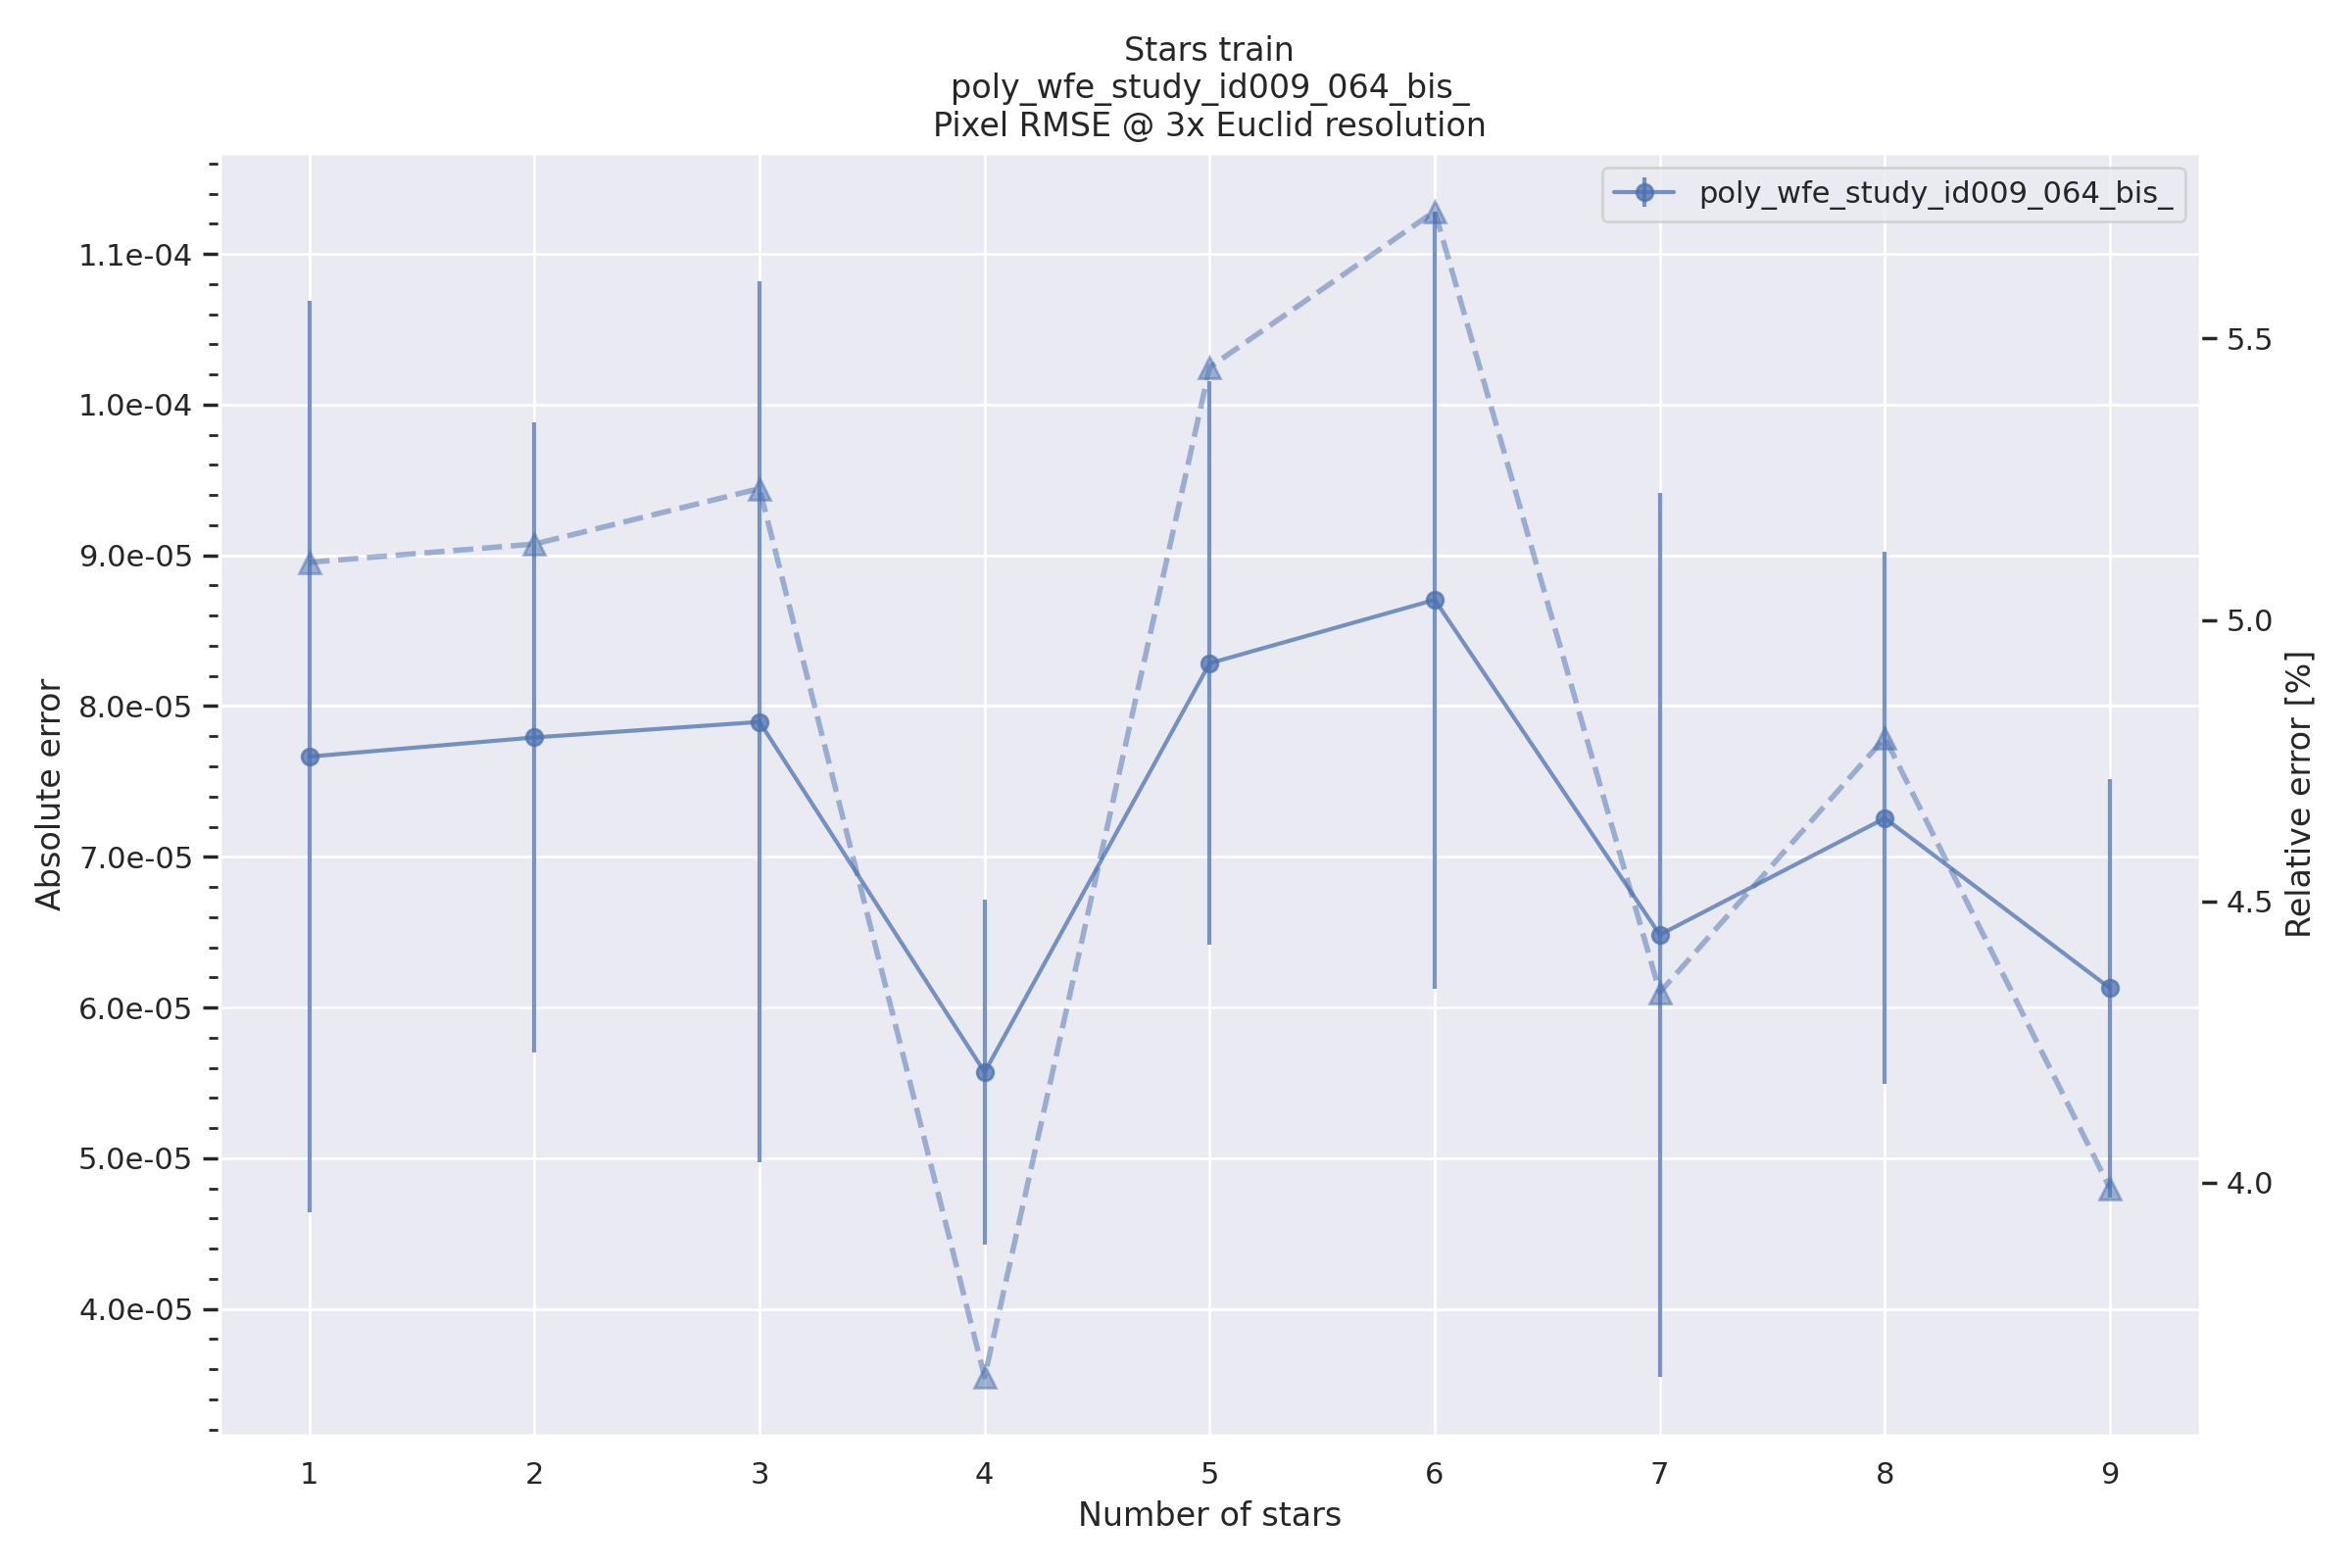 Stars train
poly_wfe_study_id009_064_bis_
Pixel RMSE @ 3x Euclid resolution
poly_wfe_study_id009_064_bis_
Absolute error
1.1e-04
1.0e-04
9.0e-05
8.0e-05
7.0e-05
6.0e-05
5.0e-05
4.0e-05
5.5
5.0
4.5
4.0
Relative error [%]
1 2 3 4 5 6 7 8 9
Number of stars